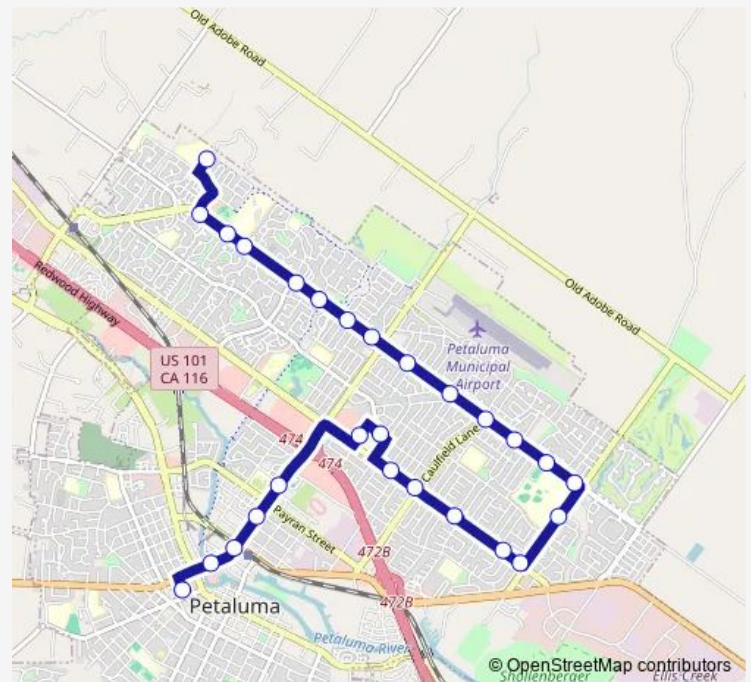 Old Adobe Road
Redwood Highway
US 101
CA 116
Old Adobe Road
Petaluma
Municipal
Airport
474
474
Caulfield Lane
Payran Street
472B
472B
Petaluma
Petaluma River
© OpenStreetMap contributors
Shollenberger
Ellis Creek